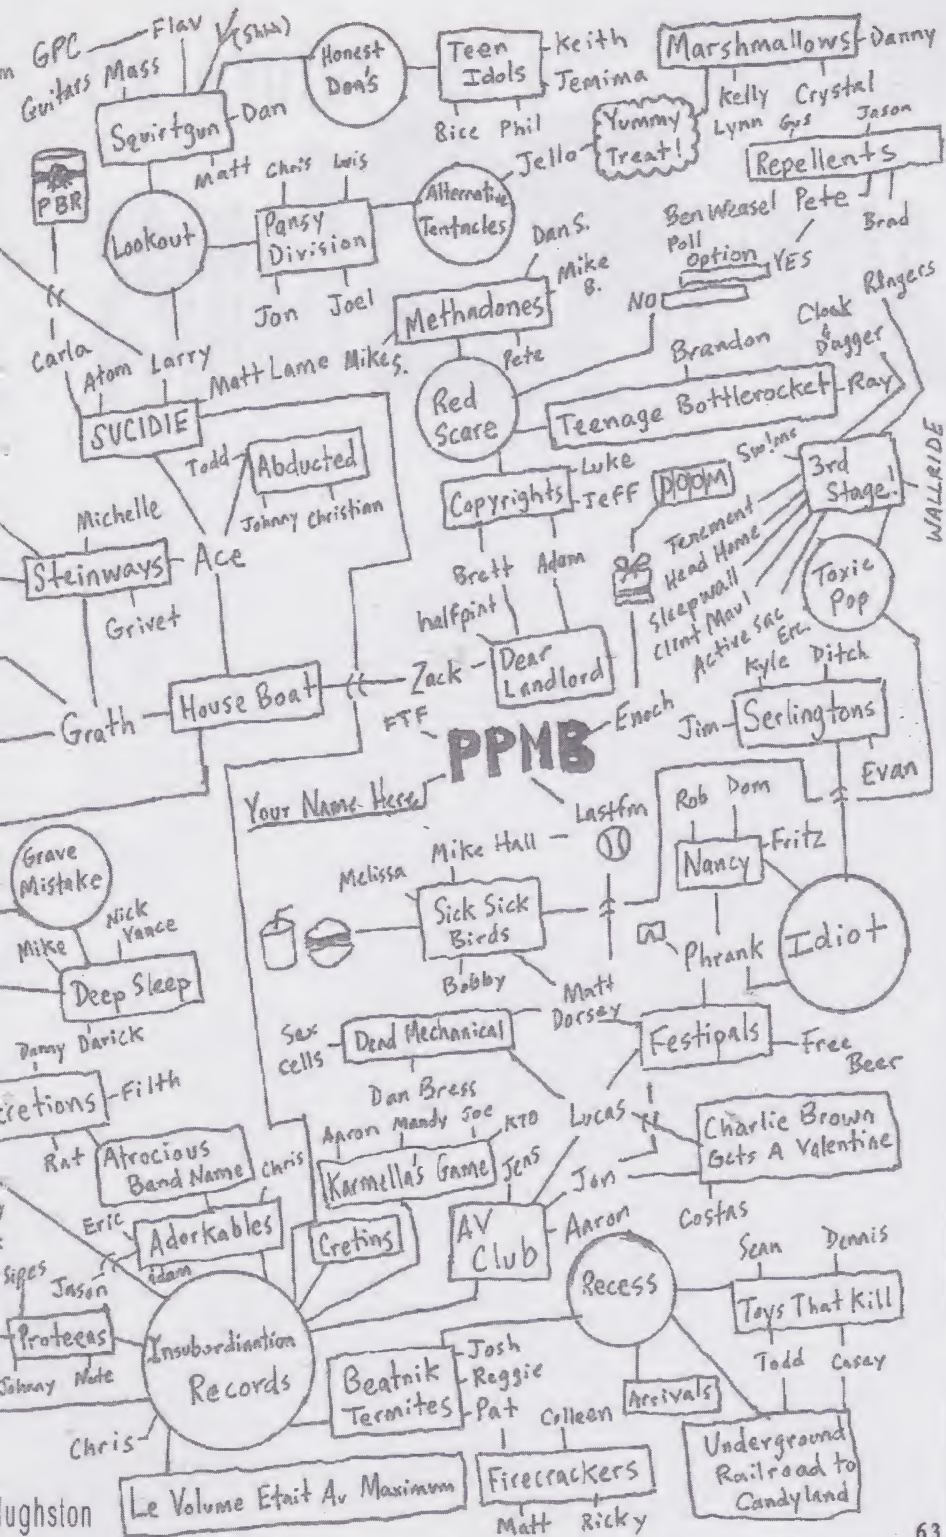 GPC
Flav
(Shhh)
Guitars
Mass
Honest
Don's
Teen
Idols
Keith
Jemima
Rice
Phil
Marshmallows
Danny
Kelly
Crystal
Lynn
Gus
Jason
Squirtgun
Dan
Matt
Chris
Luis
Jello
Yummy
Treat!
Repellents
PBR
Lookout
Pansy
Division
Alternative
Tentacles
Ben Weasel
Pete
Brad
Poll
Option
YES
NO
Dan S.
Mike
B.
Jon
Joel
Methadones
Ringers
Carla
Atom
Larry
Matt Lame
Mike S.
Pete
Brandon
Cloak
&
Dagger
SUCIDIE
Red
Scare
Teenage Bottlerocket
Ray
Todd
Abducted
Johnny
Christian
Luke
Copyrights
Jeff
DOOM
Sw!ms
3rd
Stage!
WALLRIDE
Michelle
Steinways
Ace
Grivet
Brett
Adam
Halfpint
Tenement
Head Home
Sleepwall
Clint Maul
Active Sac
Etc.
Toxic
Pop
Kyle
Ditch
Grath
House Boat
Zack
Dear
Landlord
FTF
PPMB
Enoch
Jim
Serlingtons
Evan
Your Name Here
Lastfm
Rob
Dom
Grave
Mistake
Melissa
Mike Hall
Nancy
Fritz
Nick
Vance
Mike
Sick Sick
Birds
Idiot
Phrank
Deep Sleep
Bobby
Matt
Dorsey
Danny
Darick
Sex
cells
Dead Mechanical
Festipals
Free
Beer
cretions
Filth
Dan Bress
Lucas
Rat
Atrocious
Band Name
Chris
Aaron
Mandy
Joe
KTO
Karmella's Game
Jens
Jon
Charlie Brown
Gets A Valentine
Eric
Adorkables
Cretins
AV
Club
Aaron
Costas
Sipes
Jason
Adam
Sean
Dennis
Recess
Toys That Kill
Proteens
Insubordination
Records
Johnny
Nate
Beatnik
Termites
Josh
Reggie
Pat
Colleen
Arrivals
Todd
Casey
Chris
Firecrackers
Underground
Railroad to
Candyland
Le Volume Etait Au Maximum
Matt
Ricky
lughston